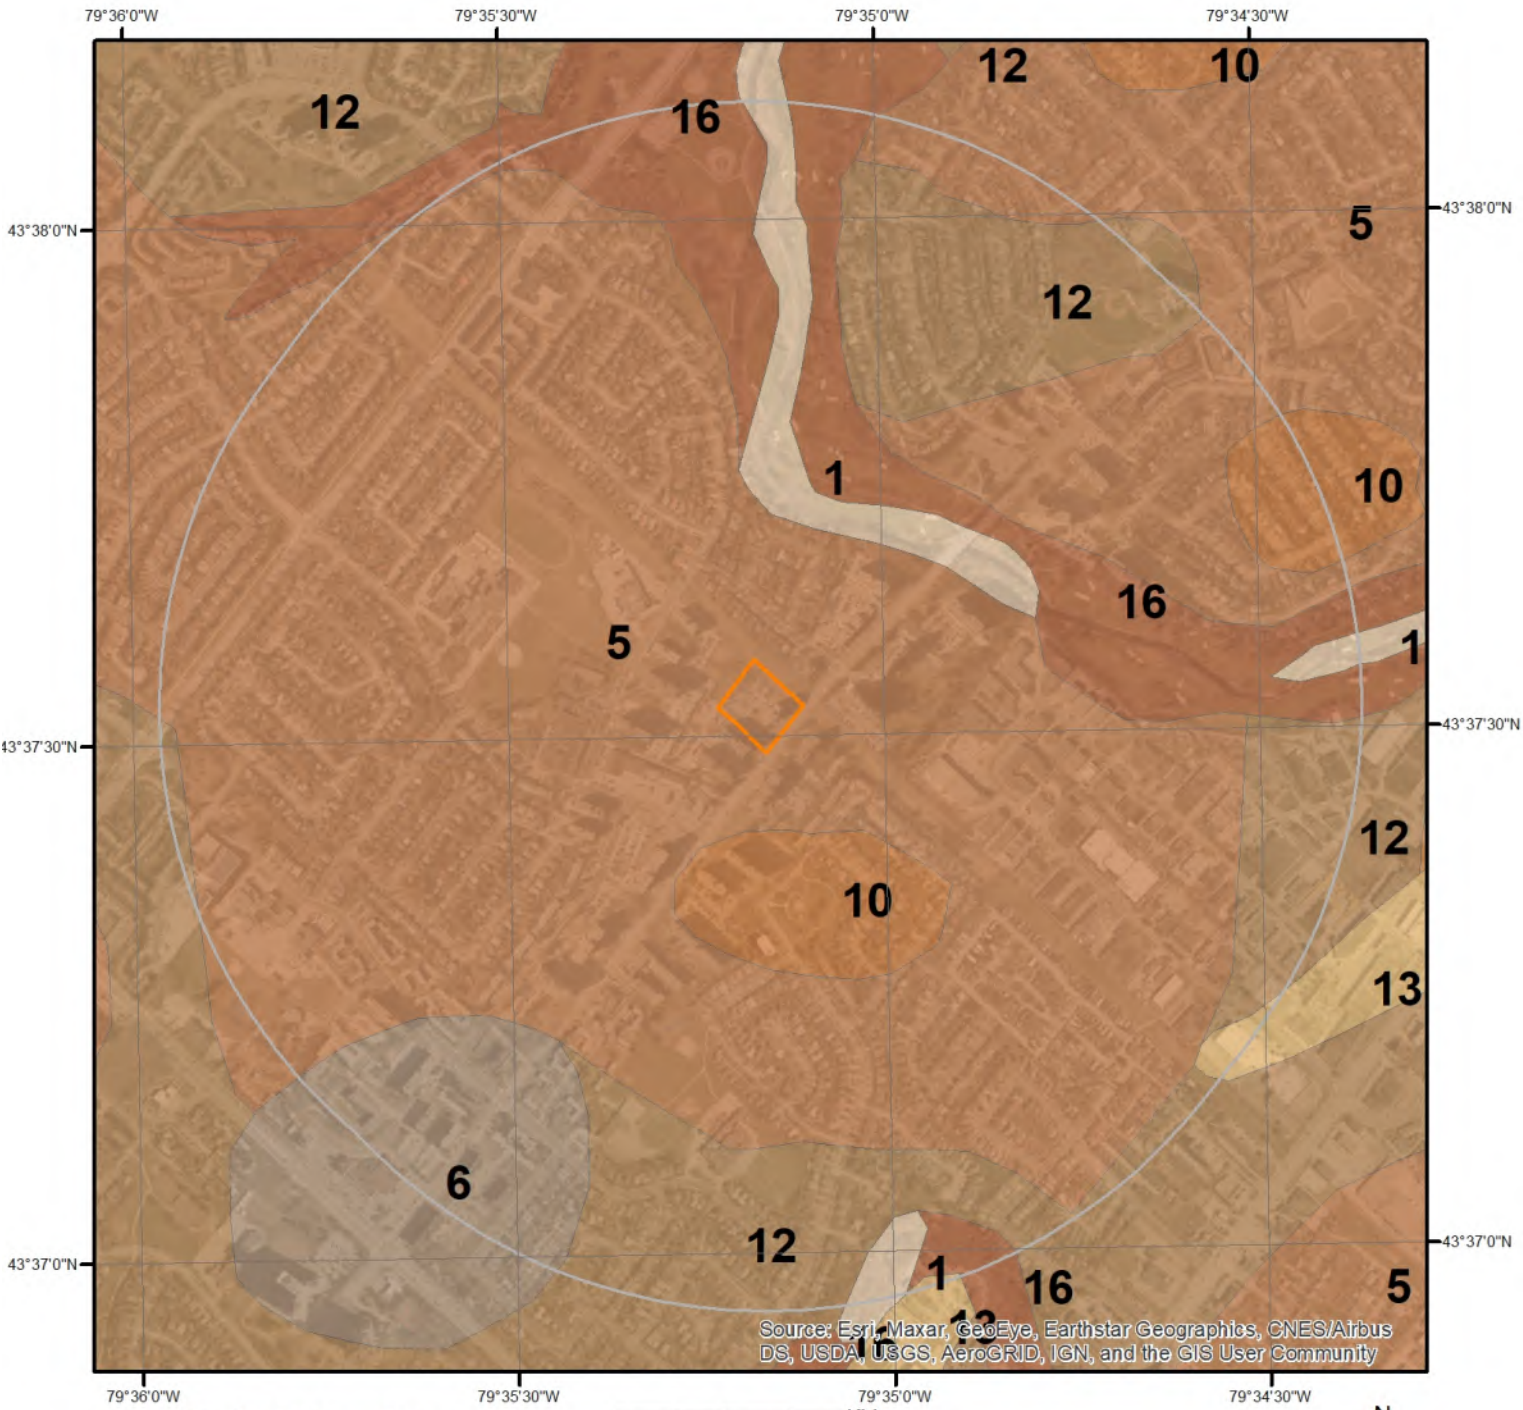 79°36'0"W 79°35'30"W 79°35'0"W 79°34'30"W
12 16 12 10
43°38'0"N 5 43°38'0"N
12
1 10
5 16 1
43°37'30"N 43°37'30"N
12
10
13
6
12
43°37'0"N 1 16 5 43°37'0"N
13
Source: Esri, Maxar, GeoEye, Earthstar Geographics, CNES/Airbus
DS, USDA, USGS, AeroGRID, IGN, and the GIS User Community
79°36'0"W 79°35'30"W 79°35'0"W 79°34'30"W